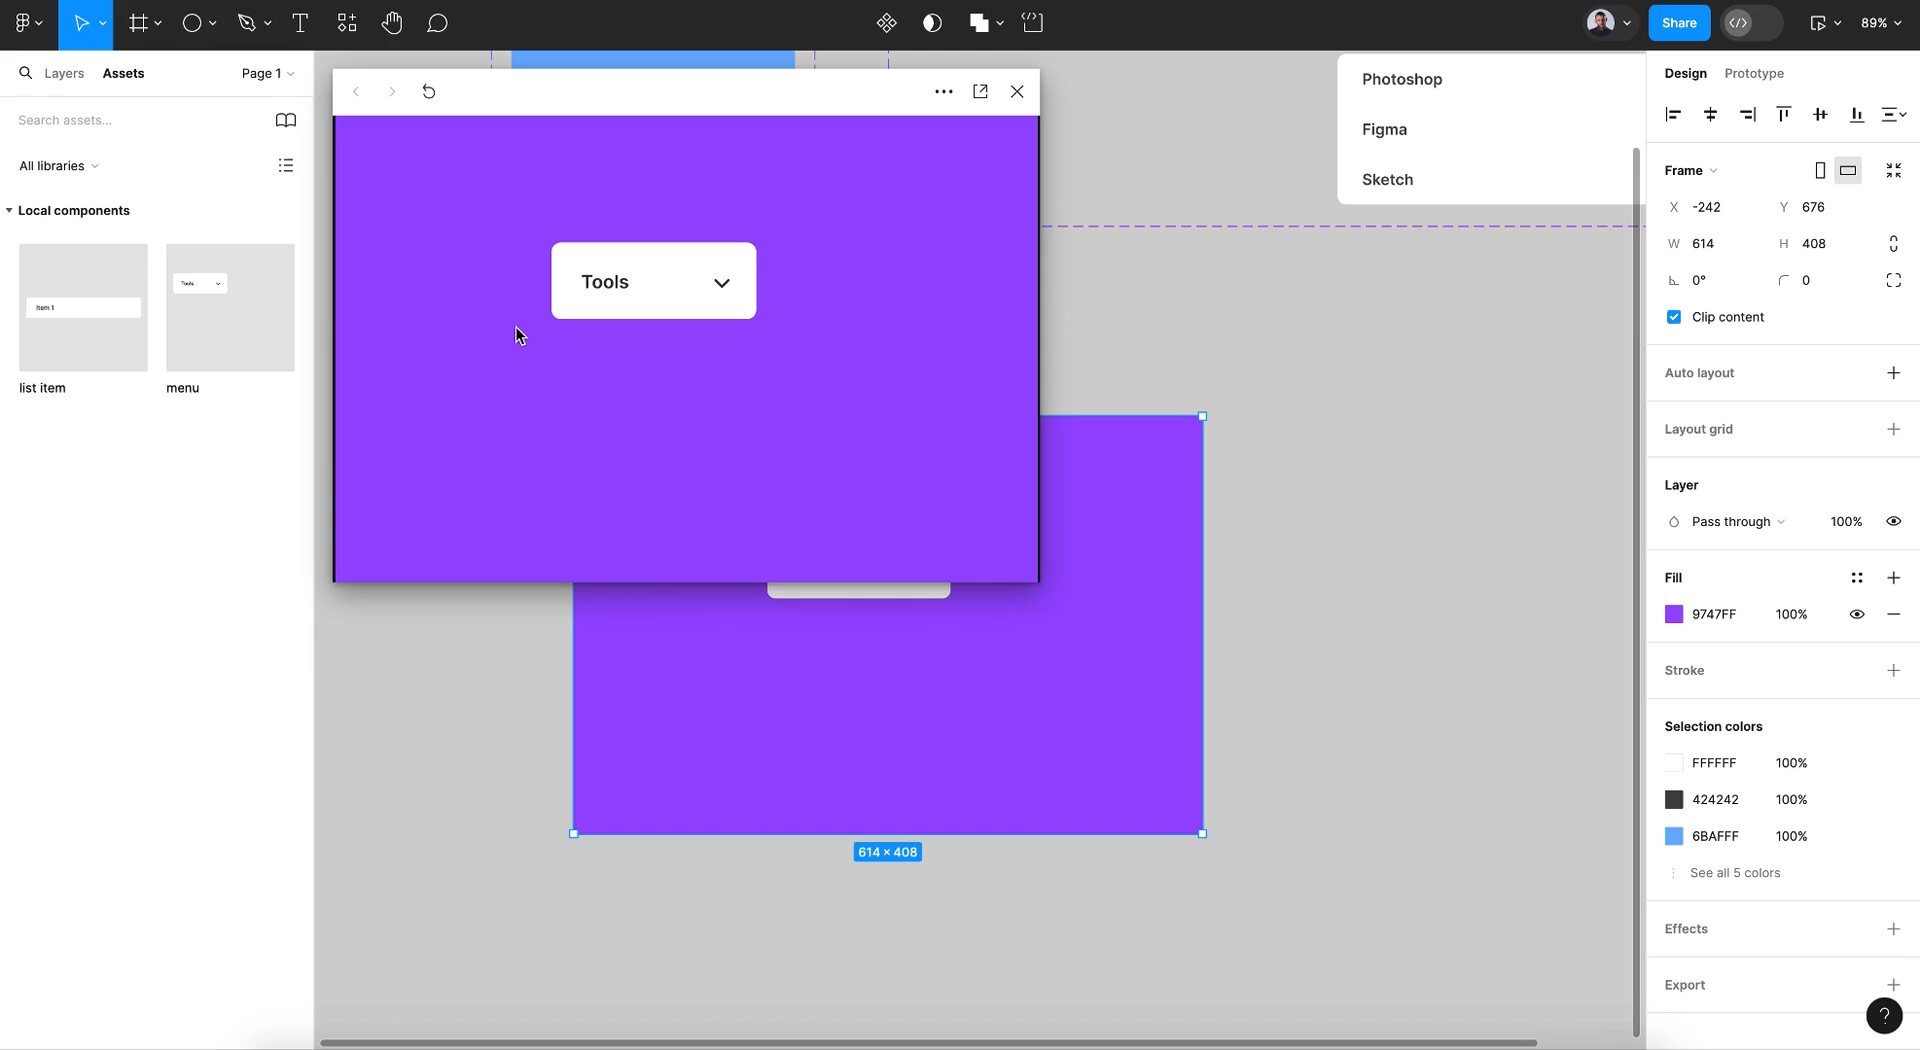 Share
89%
Layers
Assets
Page 1
Search assets...
All libraries
Local components
Item 1
Tools
list item
menu
Tools
Photoshop
Figma
Sketch
614 × 408
Design
Prototype
Frame
X -242
Y 676
W 614
H 408
0°
0
Clip content
Auto layout
Layout grid
Layer
Pass through
100%
Fill
9747FF
100%
Stroke
Selection colors
FFFFFF
100%
424242
100%
6BAFFF
100%
See all 5 colors
Effects
Export
?